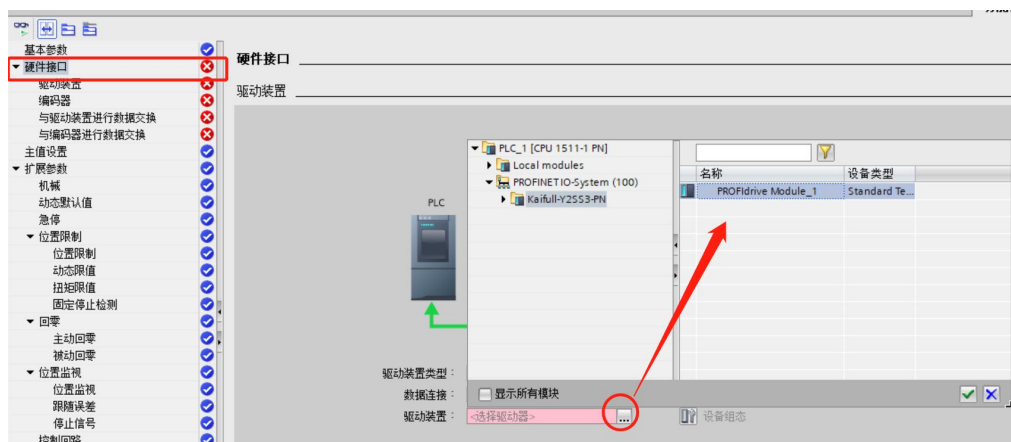 基本参数
硬件接口
驱动装置
编码器
与驱动装置进行数据交换
与编码器进行数据交换
主值设置
扩展参数
机械
动态默认值
急停
位置限制
位置限制
动态限值
扭矩限值
固定停止检测
回零
主动回零
被动回零
位置监视
位置监视
跟随误差
停止信号
控制回路
硬件接口
驱动装置
PLC
PLC_1 [CPU 1511-1 PN]
Local modules
PROFINET IO-System (100)
Kaifull-Y2SS3-PN
名称 设备类型
PROFIdrive Module_1 Standard Te...
显示所有模块
驱动装置类型：
数据连接：
驱动装置： <选择驱动器> ...
设备组态